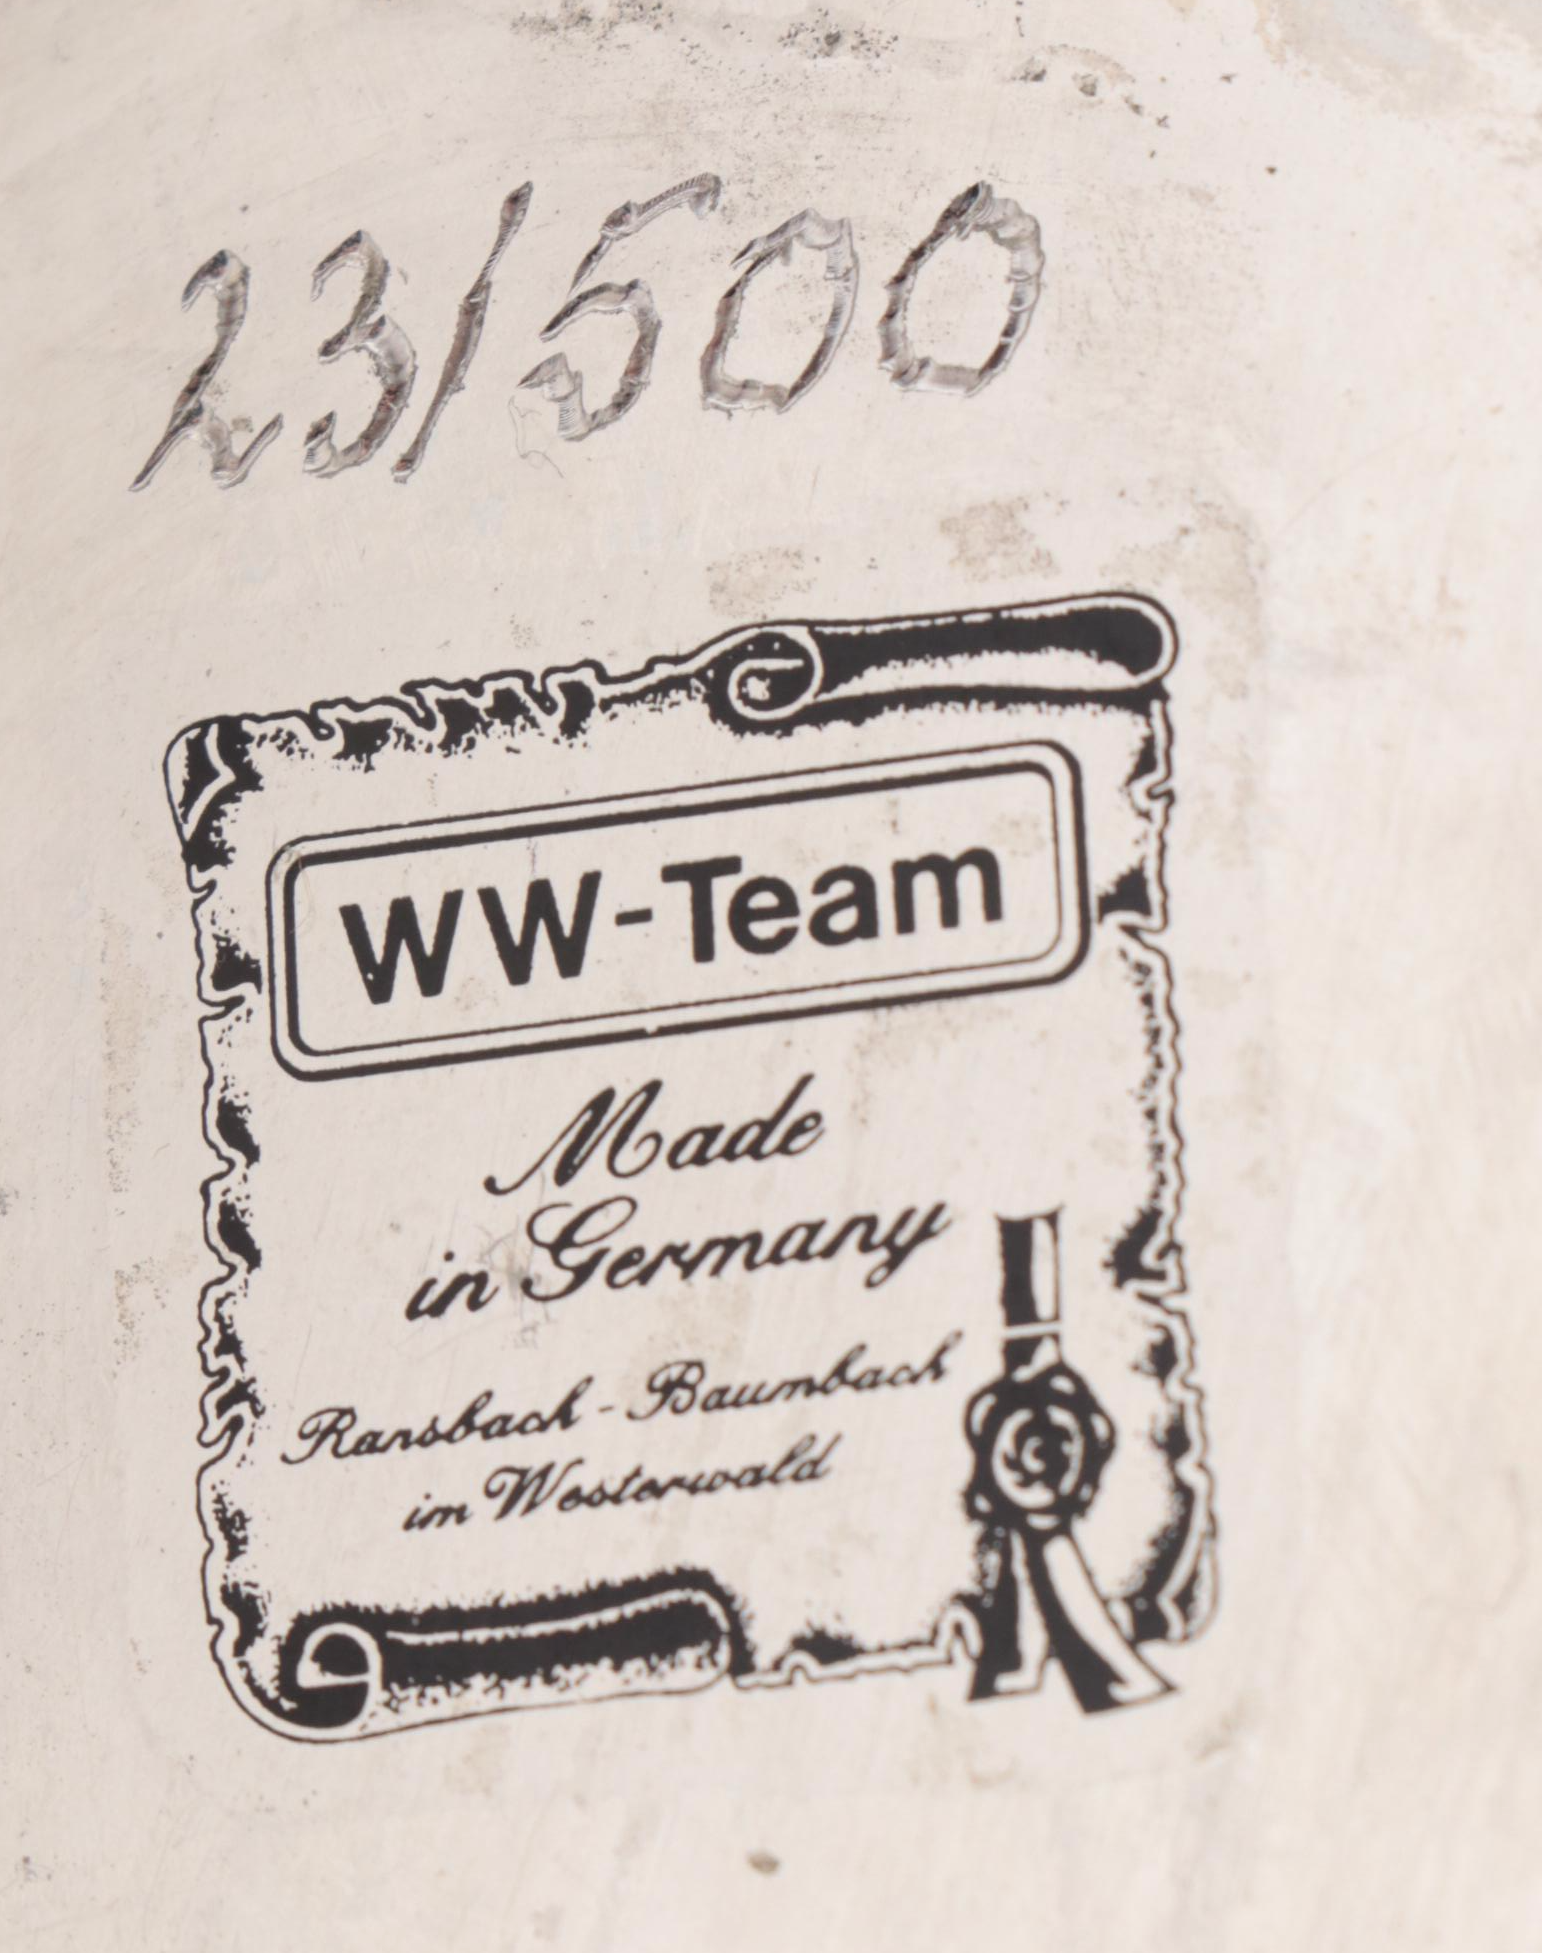 23/500
WW-Team
Made
in Germany
Ransbach - Baumbach
im Westerwald